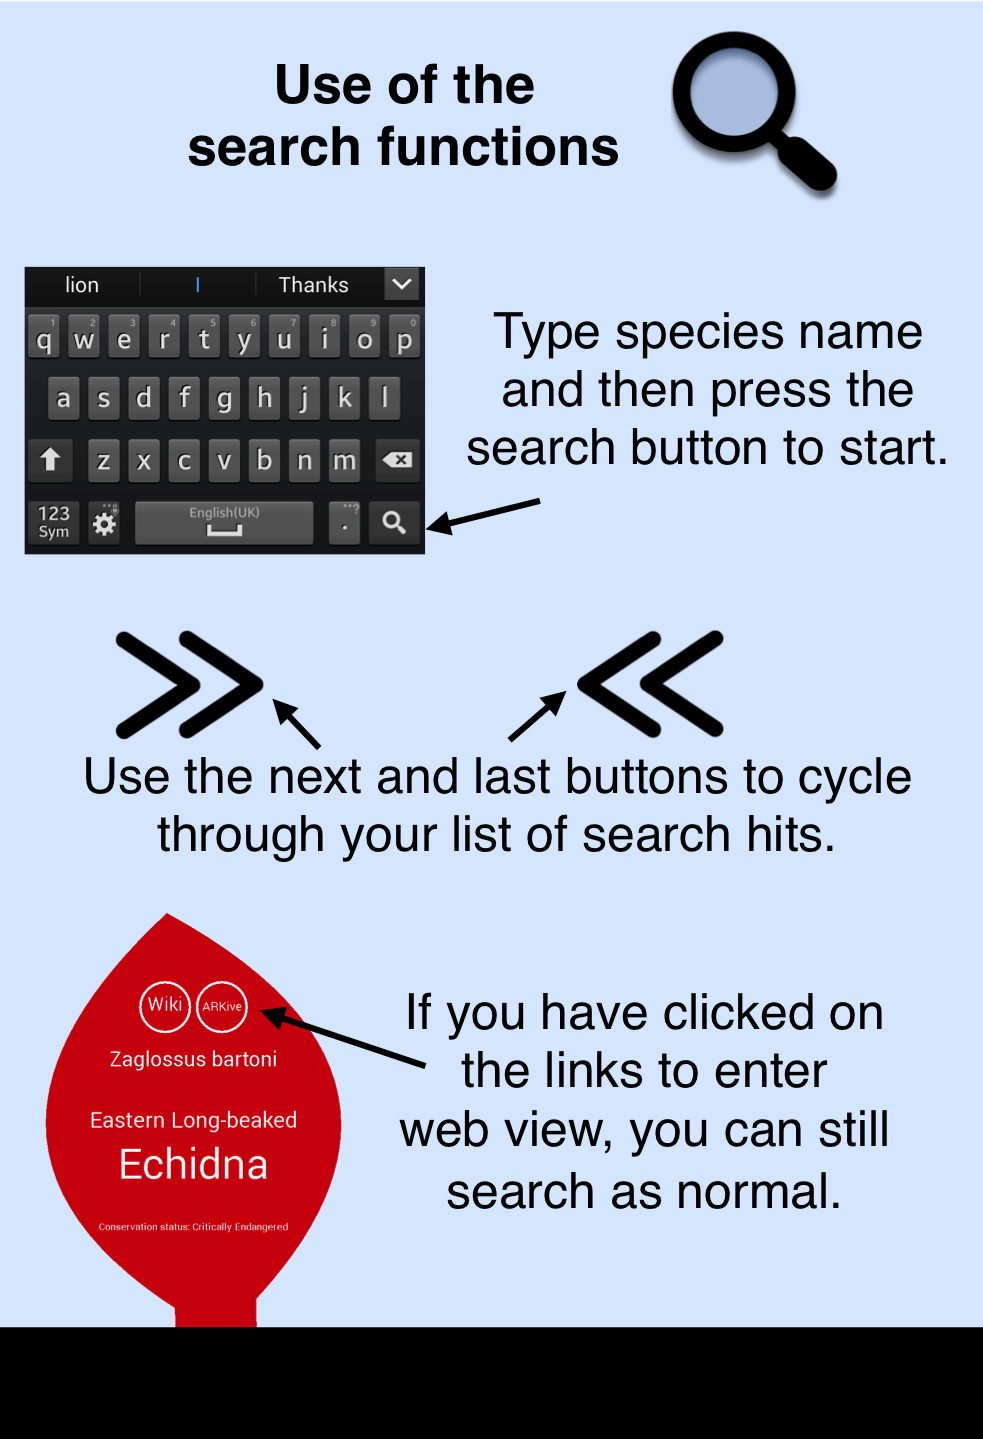 Use of the
search functions
lion I Thanks
1 2 3 4 5 6 7 8 9 0
q w e r t y u i o p
a s d f g h j k l
z x c v b n m
123
Sym
English(UK)
. ?
Type species name
and then press the
search button to start.
Use the next and last buttons to cycle
through your list of search hits.
Wiki ARKive
Zaglossus bartoni
Eastern Long-beaked
Echidna
Conservation status: Critically Endangered
If you have clicked on
the links to enter
web view, you can still
search as normal.